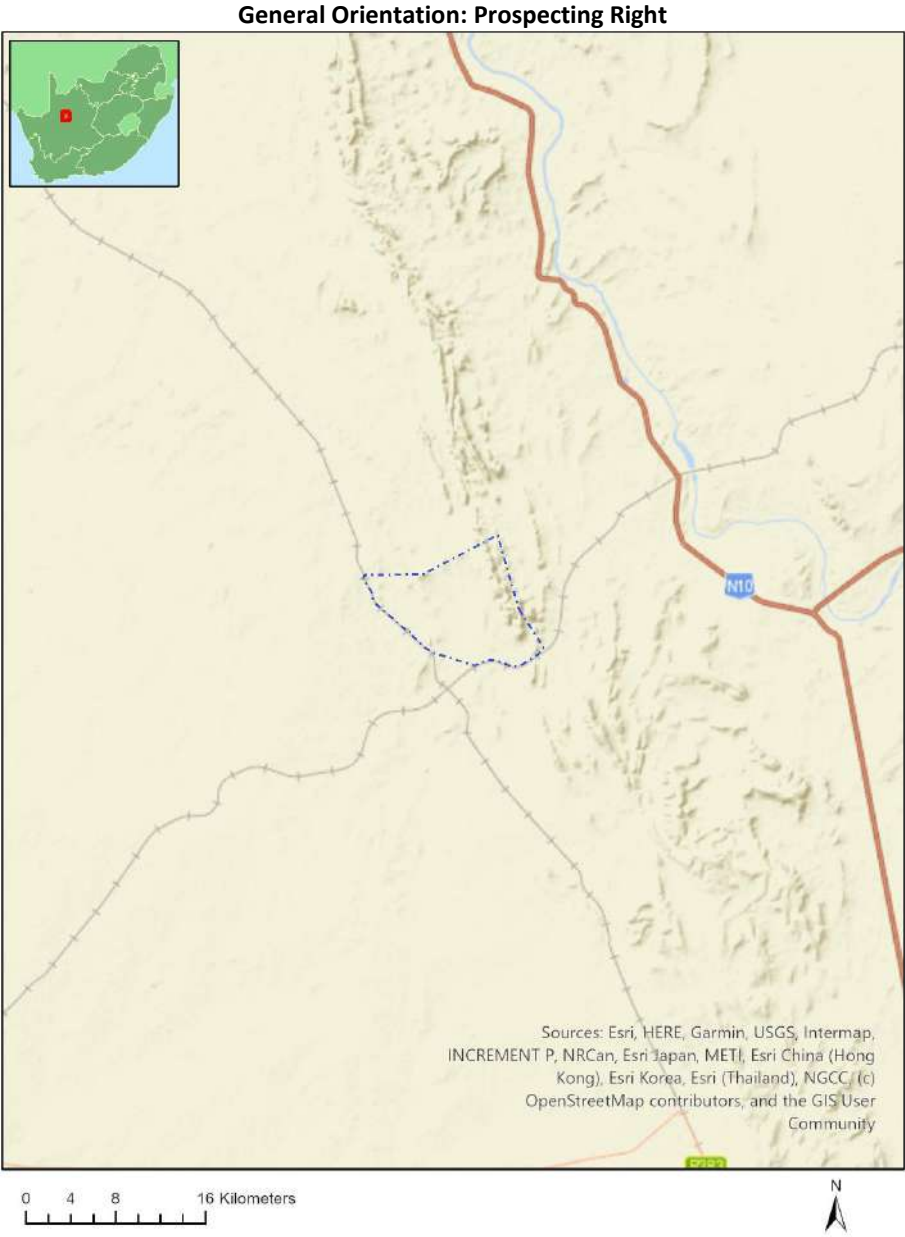 General Orientation: Prospecting Right
N10
Sources: Esri, HERE, Garmin, USGS, Intermap,
INCREMENT P, NRCan, Esri Japan, METI, Esri China (Hong
Kong), Esri Korea, Esri (Thailand), NGCC, (c)
OpenStreetMap contributors, and the GIS User
Community
0 4 8 16 Kilometers
N